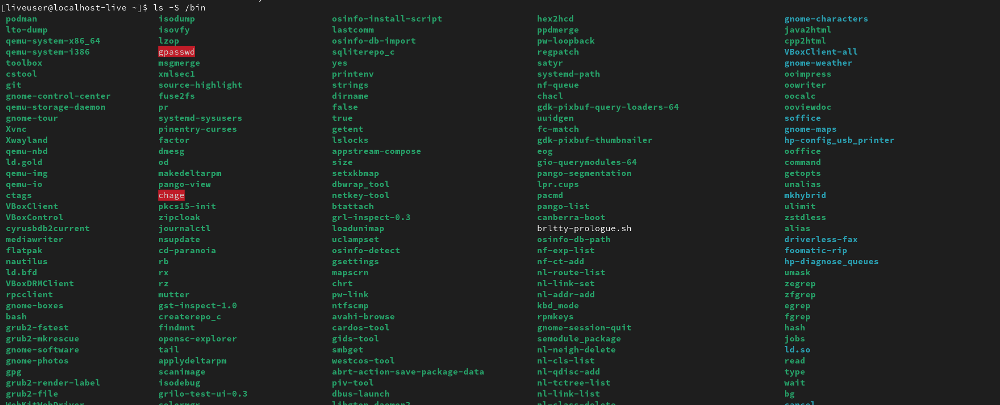 [liveuser@localhost-live ~]$ ls -S /bin
podman isodump osinfo-install-script hex2hcd gnome-characters
lto-dump isovfy lastcomm ppdmerge java2html
qemu-system-x86_64 lzop osinfo-db-import pw-loopback cpp2html
qemu-system-i386 gpasswd sqliterepo_c regpatch VBoxClient-all
toolbox msgmerge yes satyr gnome-weather
cstool xmlsec1 printenv systemd-path ooimpress
git source-highlight strings nf-queue oowriter
gnome-control-center fuse2fs dirname chacl oocalc
qemu-storage-daemon pr false gdk-pixbuf-query-loaders-64 ooviewdoc
gnome-tour systemd-sysusers true uuidgen soffice
Xvnc pinentry-curses getent fc-match gnome-maps
Xwayland factor lslocks gdk-pixbuf-thumbnailer hp-config_usb_printer
qemu-nbd dmesg appstream-compose eog ooffice
ld.gold od size gio-querymodules-64 command
qemu-img makedeltarpm setxkbmap pango-segmentation getopts
qemu-io pango-view dbwrap_tool lpr.cups unalias
ctags chage netkey-tool pacmd mkhybrid
VBoxClient pkcs15-init btattach pango-list ulimit
VBoxControl zipcloak grl-inspect-0.3 canberra-boot zstdless
cyrusbdb2current journalctl loadunimap brltty-prologue.sh alias
mediawriter nsupdate uclampset osinfo-db-path driverless-fax
flatpak cd-paranoia osinfo-detect nf-exp-list foomatic-rip
nautilus rb gsettings nf-ct-add hp-diagnose_queues
ld.bfd rx mapscrn nl-route-list umask
VBoxDRMClient rz chrt nl-link-set zegrep
rpcclient mutter pw-link nl-addr-add zfgrep
gnome-boxes gst-inspect-1.0 ntfscmp kbd_mode egrep
bash createrepo_c avahi-browse rpmkeys fgrep
grub2-fstest findmnt cardos-tool gnome-session-quit hash
grub2-mkrescue opensc-explorer gids-tool semodule_package jobs
gnome-software tail smbget nl-neigh-delete ld.so
gnome-photos applydeltarpm westcos-tool nl-cls-list read
gpg scanimage abrt-action-save-package-data nl-qdisc-add type
grub2-render-label isodebug piv-tool nl-tctree-list wait
grub2-file grilo-test-ui-0.3 dbus-launch nl-link-list bg
WebKitWebDriver colormgr libgtop_daemon2 nl-class-delete cancel